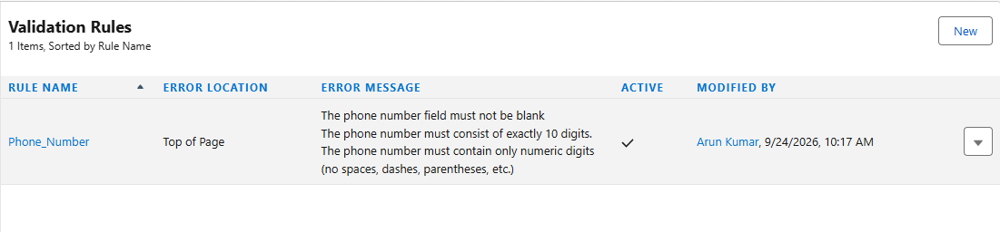 Validation Rules
1 Items, Sorted by Rule Name
New
RULE NAME ERROR LOCATION ERROR MESSAGE ACTIVE MODIFIED BY
Phone_Number Top of Page The phone number field must not be blank
The phone number must consist of exactly 10 digits.
The phone number must contain only numeric digits
(no spaces, dashes, parentheses, etc.)
Arun Kumar, 9/24/2026, 10:17 AM